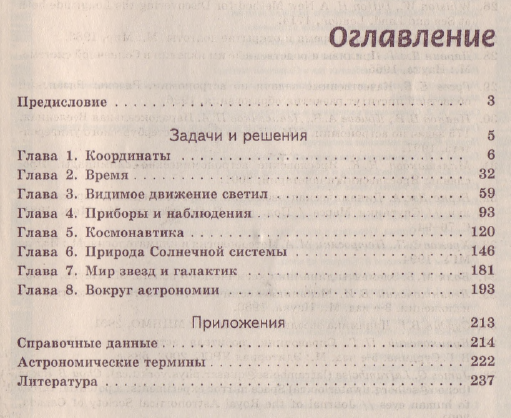 Оглавление
Предисловие . . . . . . . . . . . . . . . . . . . . . . . . . . . . . . 3
Задачи и решения 5
Глава 1. Координаты . . . . . . . . . . . . . . . . . . . . . . . . 6
Глава 2. Время . . . . . . . . . . . . . . . . . . . . . . . . . . . . 32
Глава 3. Видимое движение светил . . . . . . . . . . . . . . . 59
Глава 4. Приборы и наблюдения . . . . . . . . . . . . . . . . . 93
Глава 5. Космонавтика . . . . . . . . . . . . . . . . . . . . . . . 120
Глава 6. Природа Солнечной системы . . . . . . . . . . . . . 146
Глава 7. Мир звезд и галактик . . . . . . . . . . . . . . . . . . 181
Глава 8. Вокруг астрономии . . . . . . . . . . . . . . . . . . . 193
Приложения 213
Справочные данные . . . . . . . . . . . . . . . . . . . . . . . . 214
Астрономические термины . . . . . . . . . . . . . . . . . . . . 222
Литература . . . . . . . . . . . . . . . . . . . . . . . . . . . . . . 237